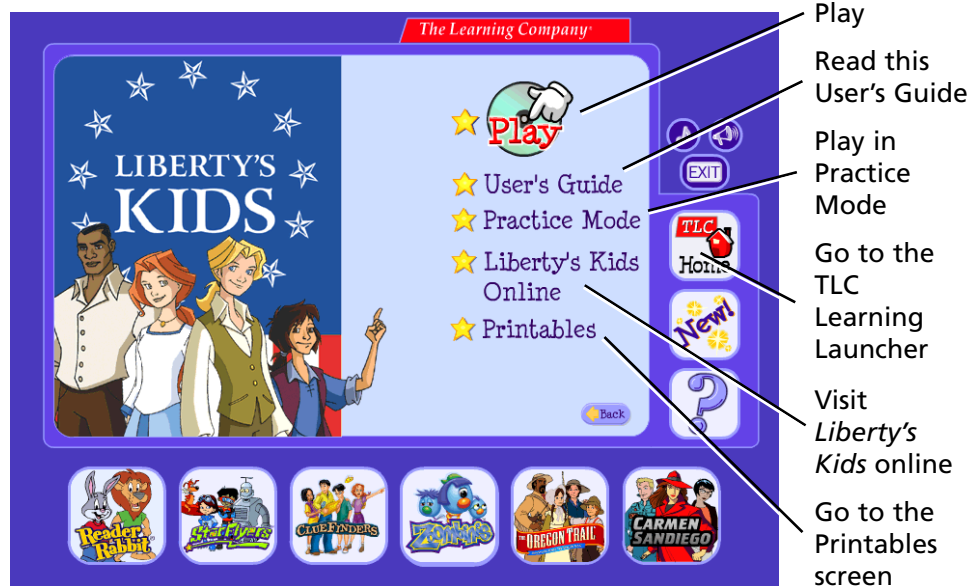 The Learning Company
Play
User's Guide
Practice Mode
Liberty's Kids
Online
Printables
Back
LIBERTY'S
KIDS
EXIT
TLC
Home
New!
?
Reader
Rabbit
StarFlyers
CLUEFINDERS
ZOOMBINIS
THE OREGON TRAIL
CARMEN
SANDIEGO
Play
Read this
User's Guide
Play in
Practice
Mode
Go to the
TLC
Learning
Launcher
Visit
Liberty's
Kids online
Go to the
Printables
screen